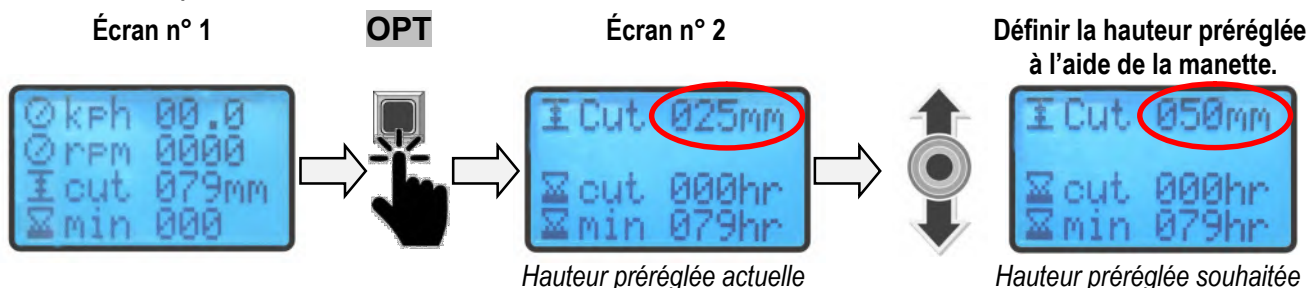 Écran n° 1
OPT
Écran n° 2
Définir la hauteur préréglée
à l'aide de la manette.
kph 00.0
rpm 0000
cut 079mm
min 000
Cut 025mm
cut 000hr
min 079hr
Cut 050mm
cut 000hr
min 079hr
Hauteur préréglée actuelle
Hauteur préréglée souhaitée